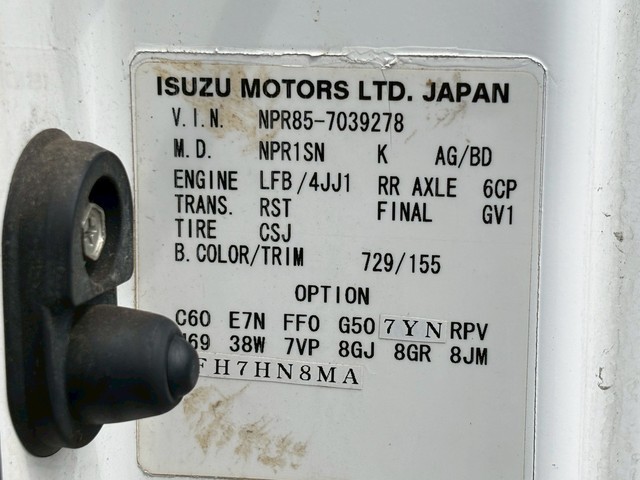 ISUZU MOTORS LTD. JAPAN
V.I.N. NPR85-7039278
M.D. NPR1SN K AG/BD
ENGINE LFB/4JJ1 RR AXLE 6CP
TRANS. RST FINAL GV1
TIRE CSJ
B.COLOR/TRIM 729/155
OPTION
C60 E7N FF0 G50 7YN RPV
38W 7VP 8GJ 8GR 8JM
FH7HN8MA